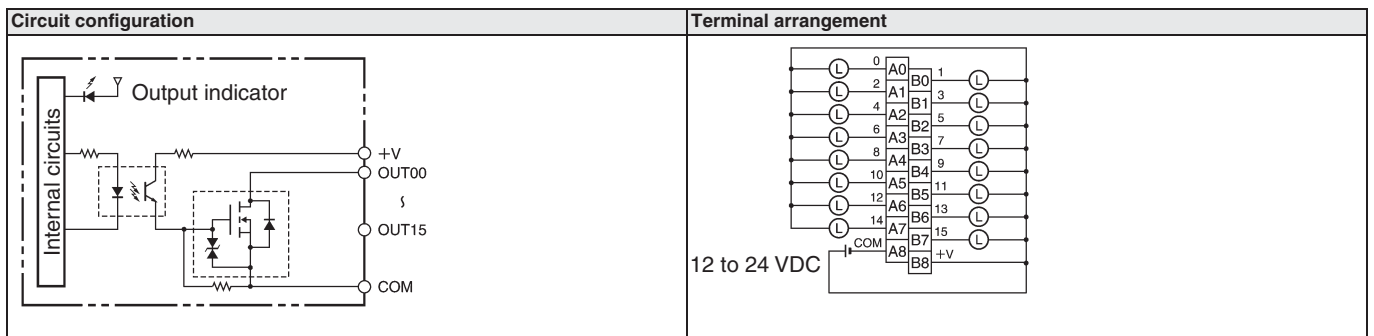 Circuit configuration
Terminal arrangement
Output indicator
Internal circuits
+V
OUT00
OUT15
COM
0 A0
L
B0 1
L
2 A1
L
B1 3
L
4 A2
L
B2 5
L
6 A3
L
B3 7
L
8 A4
L
B4 9
L
10 A5
L
B5 11
L
12 A6
L
B6 13
L
14 A7
L
B7 15
L
COM A8
B8 +V
12 to 24 VDC